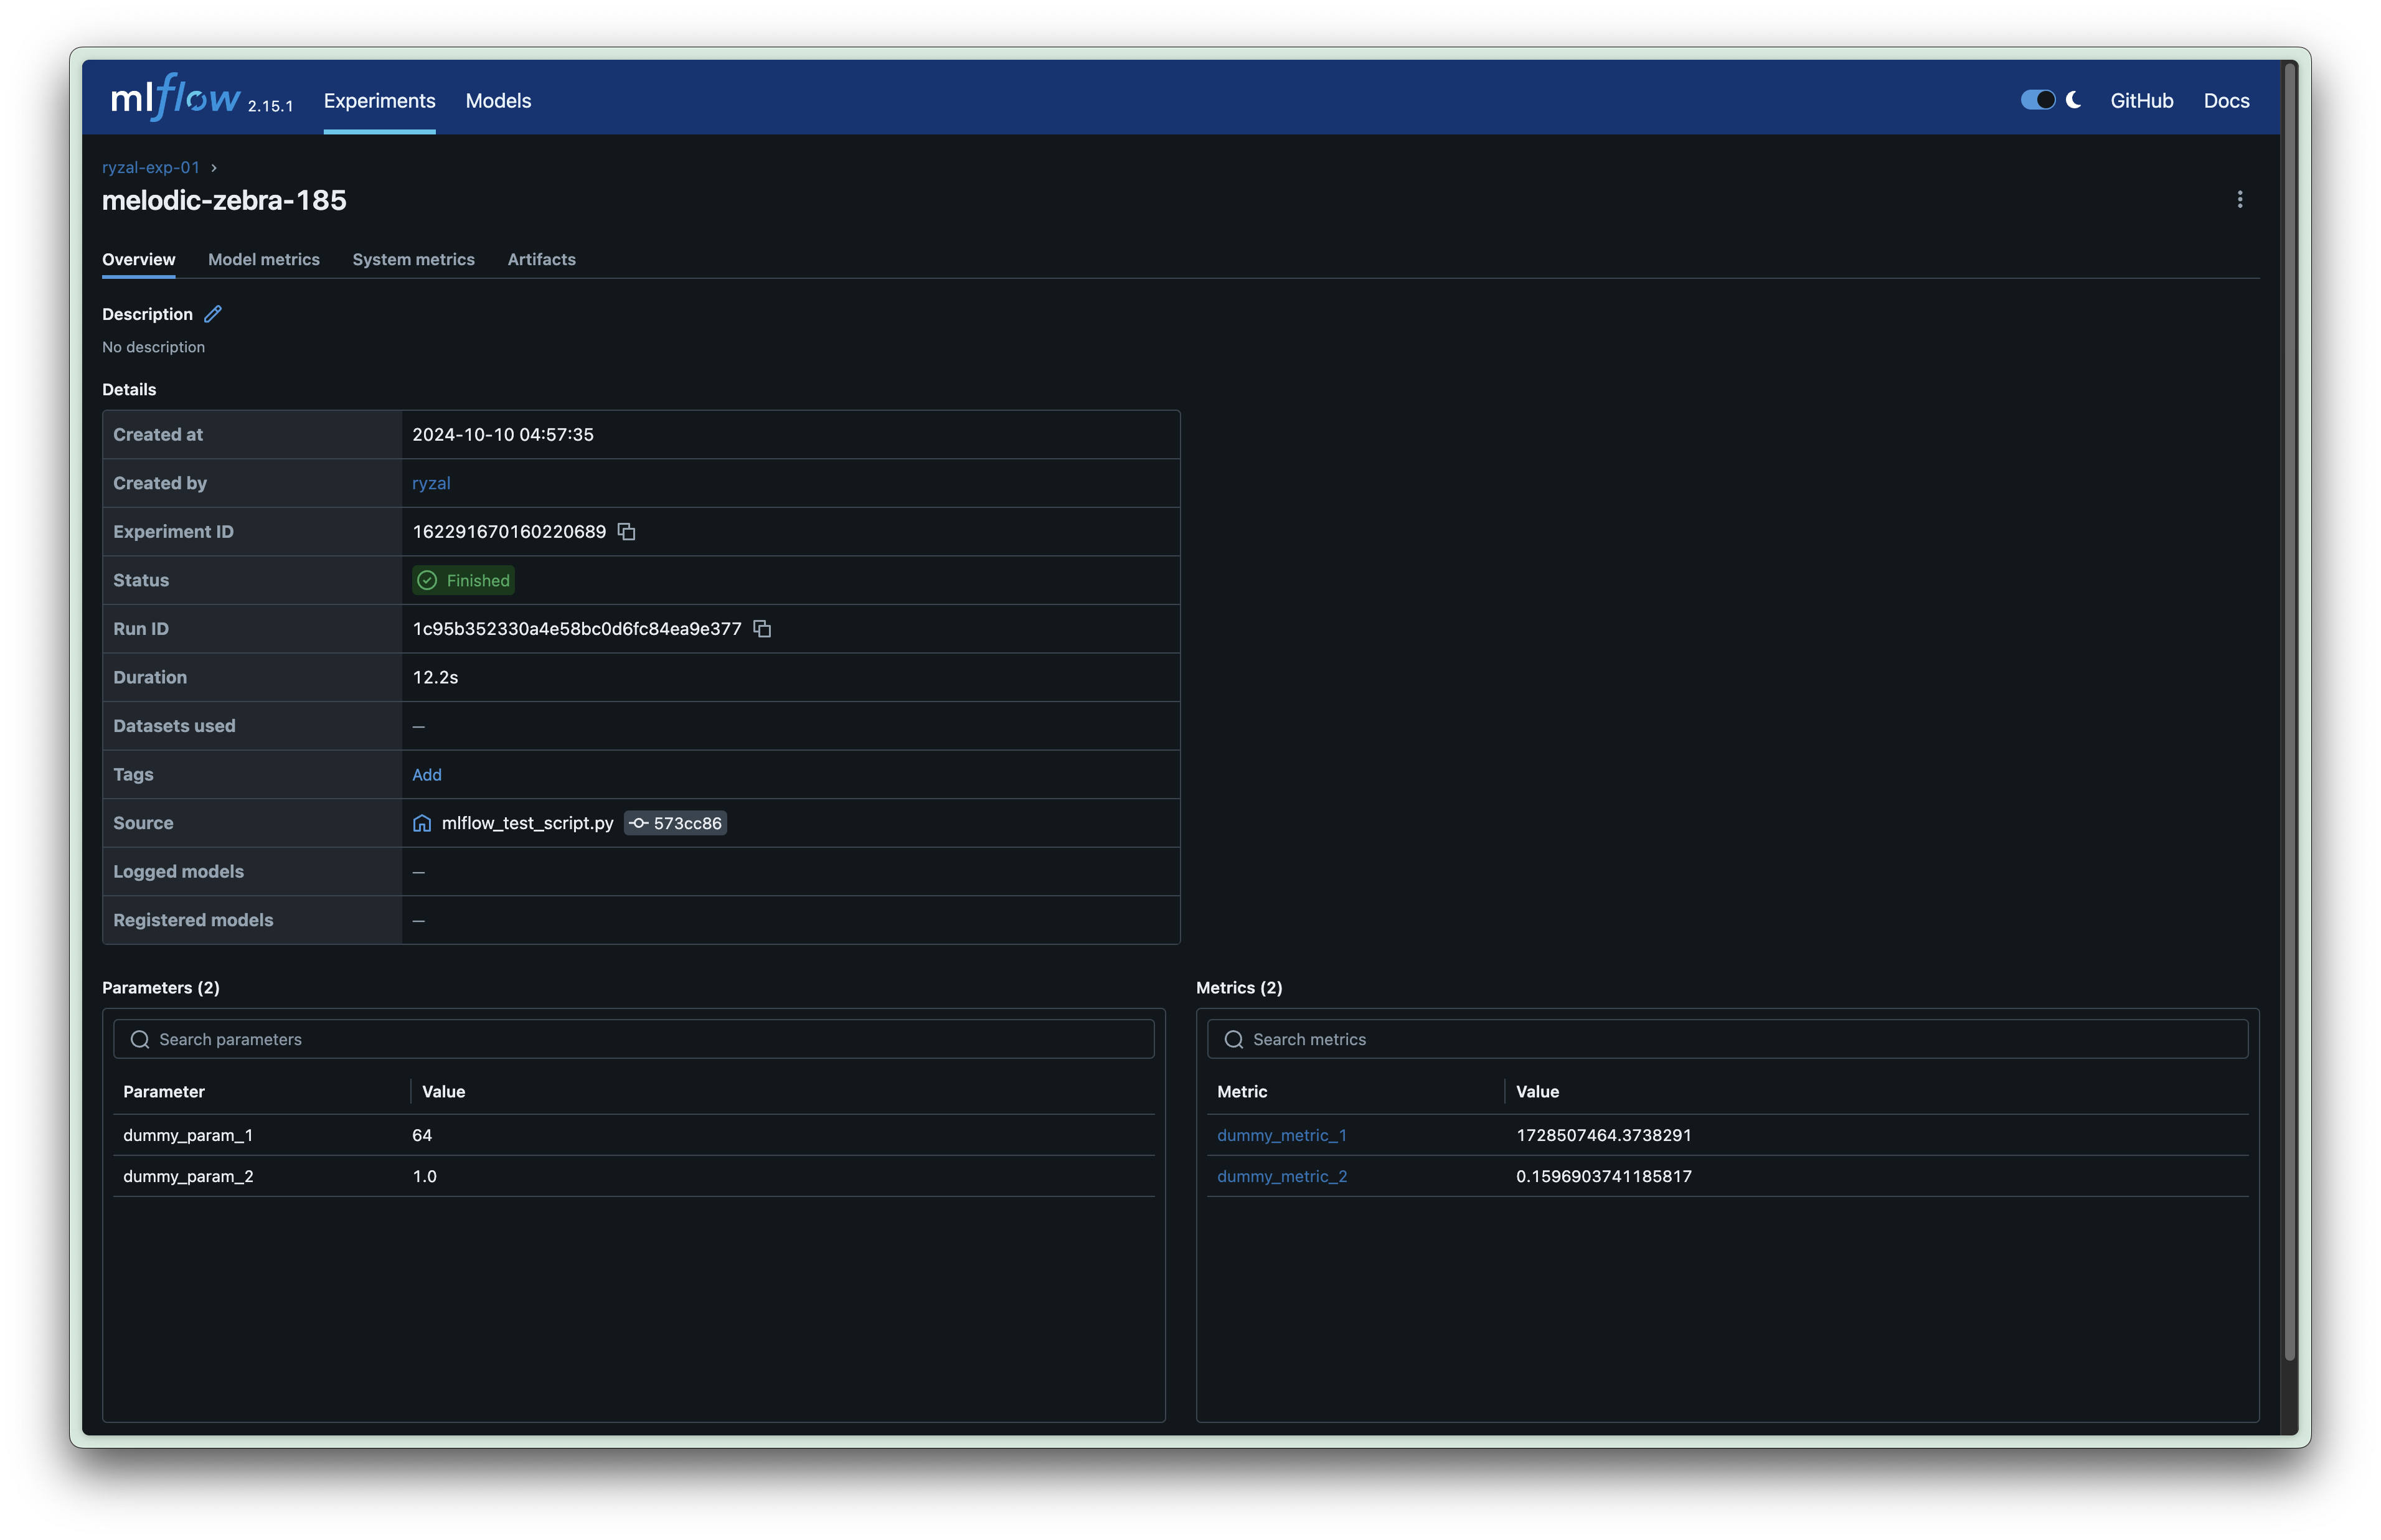 mlflow 2.15.1 Experiments Models GitHub Docs
ryzal-exp-01 ›
melodic-zebra-185
Overview Model metrics System metrics Artifacts
Description
No description
Details
Created at 2024-10-10 04:57:35
Created by ryzal
Experiment ID 162291670160220689
Status Finished
Run ID 1c95b352330a4e58bc0d6fc84ea9e377
Duration 12.2s
Datasets used —
Tags Add
Source mlflow_test_script.py 573cc86
Logged models —
Registered models —
Parameters (2)
Search parameters
Parameter Value
dummy_param_1 64
dummy_param_2 1.0
Metrics (2)
Search metrics
Metric Value
dummy_metric_1 1728507464.3738291
dummy_metric_2 0.1596903741185817